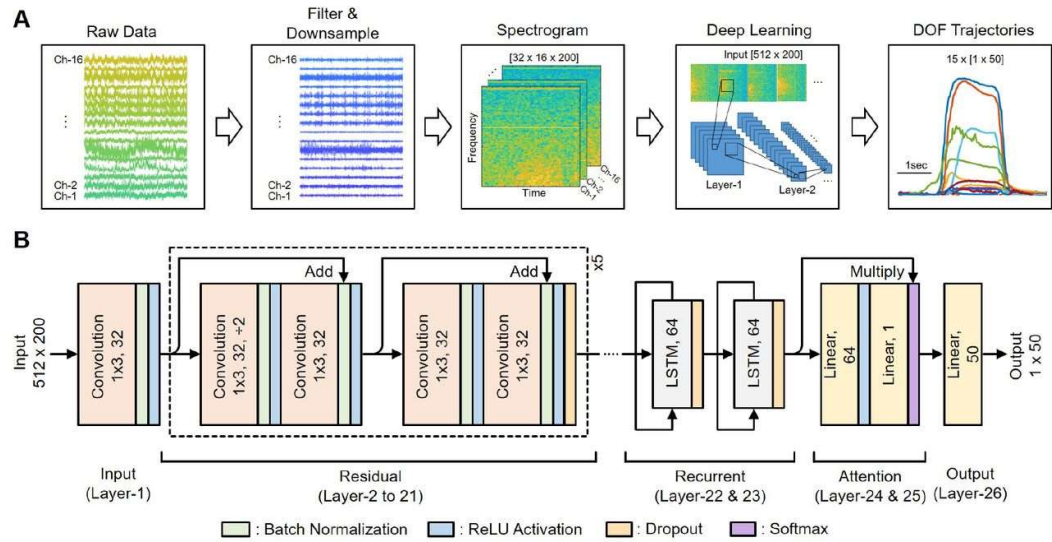 A
Raw Data
Ch-16
⋮
Ch-2
Ch-1
Filter &
Downsample
Ch-16
⋮
Ch-2
Ch-1
Spectrogram
[32 x 16 x 200]
Frequency
Time
Ch-16
...
Ch-2
Ch-1
Deep Learning
Input [512 x 200]
...
Layer-1
Layer-2
...
DOF Trajectories
15 x [1 x 50]
1sec
B
Input
512 x 200
Convolution
1x3, 32
Convolution
1x3, 32, ÷2
Convolution
1x3, 32
Add
Convolution
1x3, 32
Convolution
1x3, 32
Add
x5
LSTM, 64
LSTM, 64
Linear,
64
Linear, 1
Multiply
Linear,
50
Output
1 x 50
Input
(Layer-1)
Residual
(Layer-2 to 21)
Recurrent
(Layer-22 & 23)
Attention
(Layer-24 & 25)
Output
(Layer-26)
: Batch Normalization
: ReLU Activation
: Dropout
: Softmax